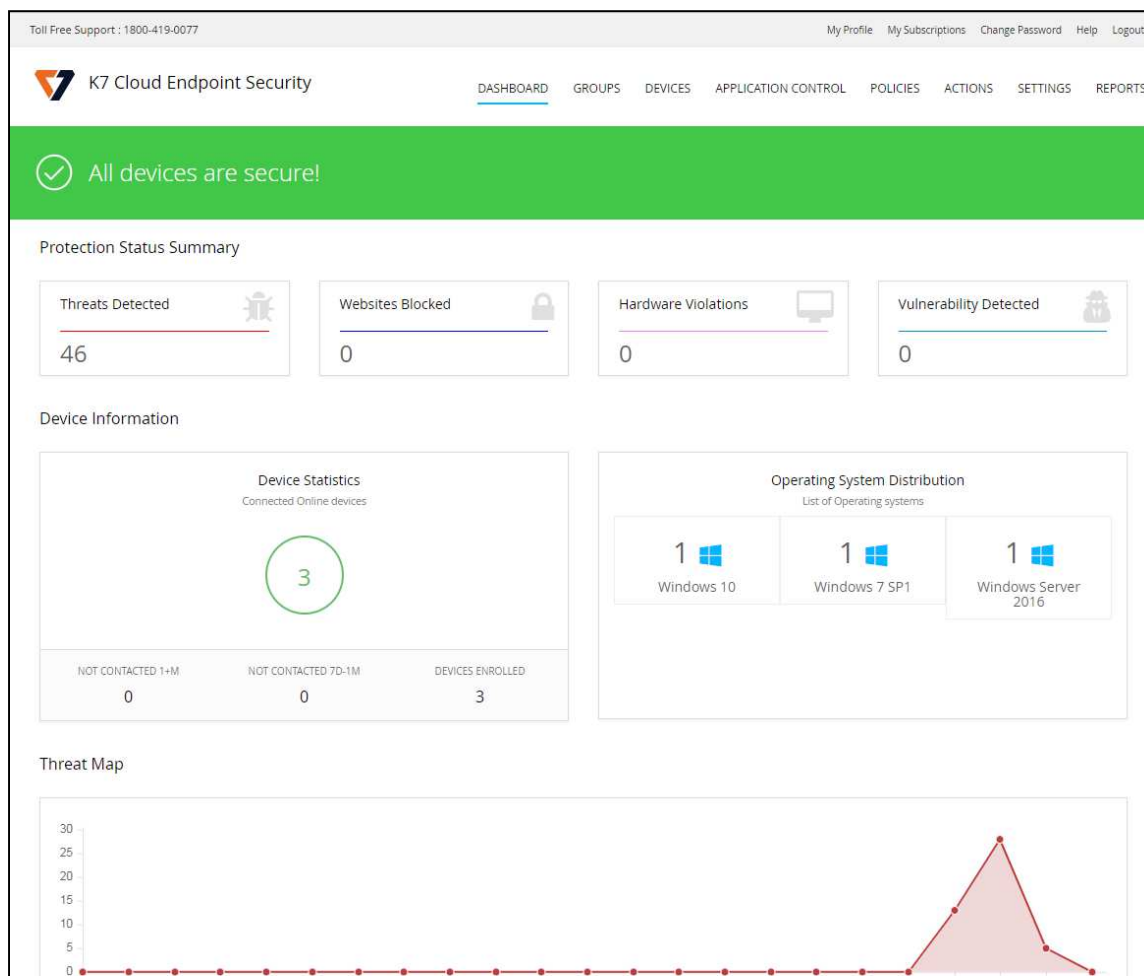 Toll Free Support : 1800-419-0077
My Profile My Subscriptions Change Password Help Logout
K7 Cloud Endpoint Security
DASHBOARD GROUPS DEVICES APPLICATION CONTROL POLICIES ACTIONS SETTINGS REPORTS
All devices are secure!
Protection Status Summary
Threats Detected
46
Websites Blocked
0
Hardware Violations
0
Vulnerability Detected
0
Device Information
Device Statistics
Connected Online devices
3
NOT CONTACTED 1+M
0
NOT CONTACTED 7D-1M
0
DEVICES ENROLLED
3
Operating System Distribution
List of Operating systems
1
Windows 10
1
Windows 7 SP1
1
Windows Server
2016
Threat Map
30
25
20
15
10
5
0